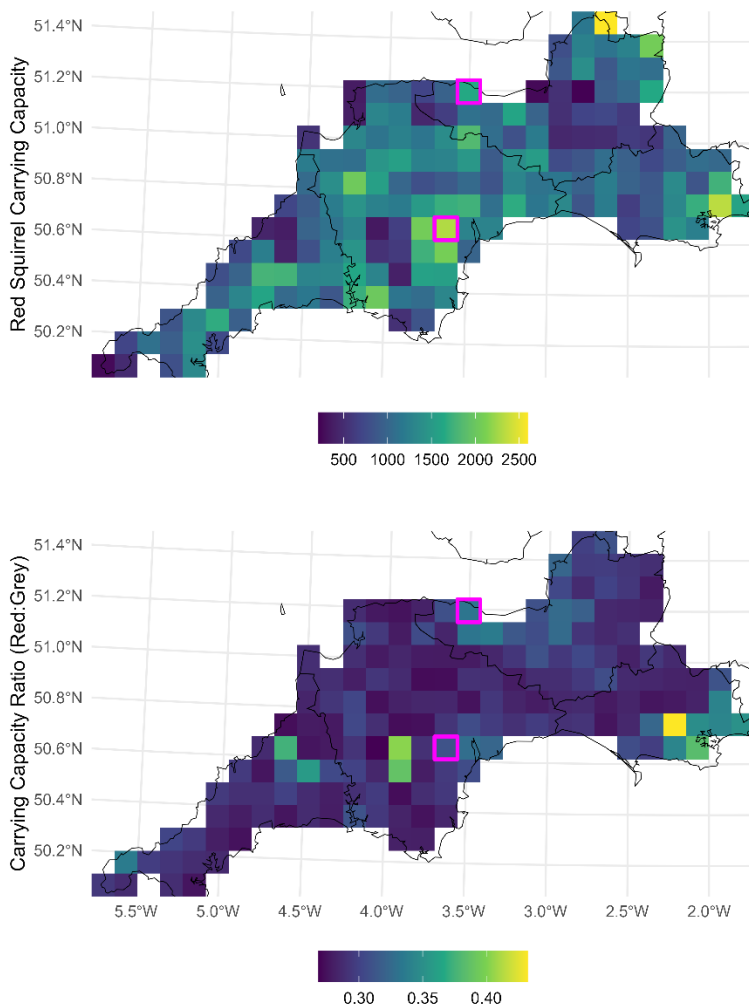 Red Squirrel Carrying Capacity
51.4°N
51.2°N
51.0°N
50.8°N
50.6°N
50.4°N
50.2°N
500 1000 1500 2000 2500
Carrying Capacity Ratio (Red:Grey)
51.4°N
51.2°N
51.0°N
50.8°N
50.6°N
50.4°N
50.2°N
5.5°W 5.0°W 4.5°W 4.0°W 3.5°W 3.0°W 2.5°W 2.0°W
0.30 0.35 0.40